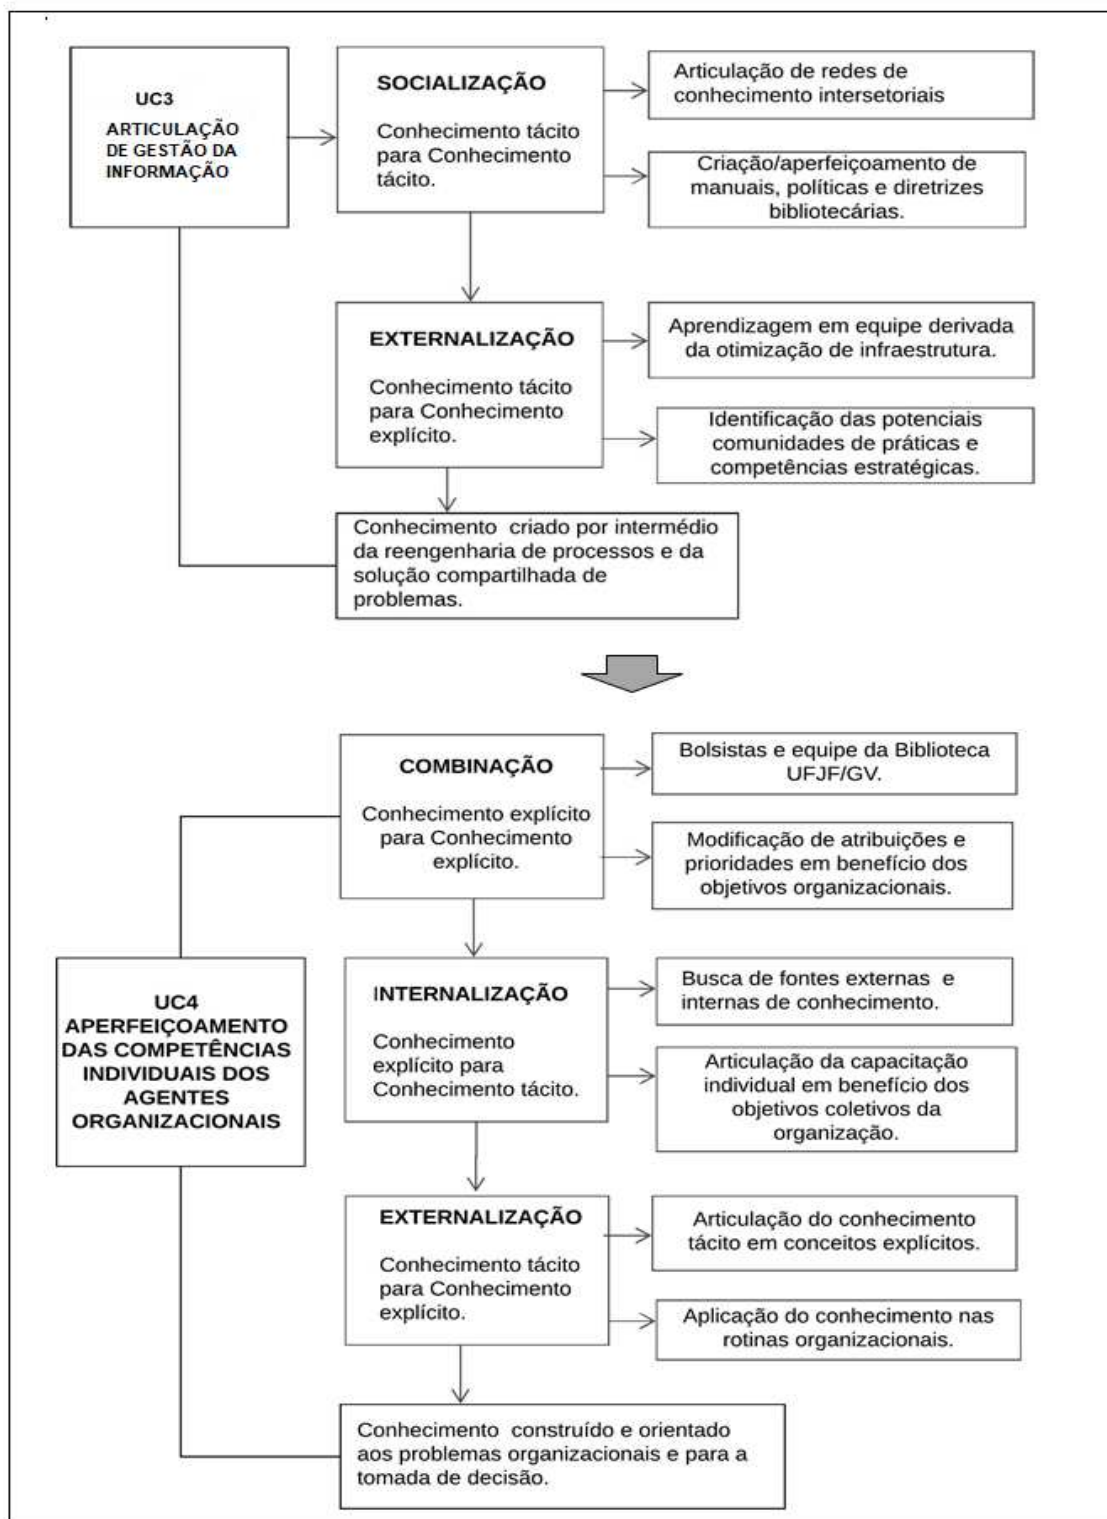 UC3
ARTICULAÇÃO
DE GESTÃO DA
INFORMAÇÃO
SOCIALIZAÇÃO
Conhecimento tácito
para Conhecimento
tácito.
Articulação de redes de
conhecimento intersetoriais
Criação/aperfeiçoamento de
manuais, políticas e diretrizes
bibliotecárias.
EXTERNALIZAÇÃO
Conhecimento tácito
para Conhecimento
explícito.
Aprendizagem em equipe derivada
da otimização de infraestrutura.
Identificação das potenciais
comunidades de práticas e
competências estratégicas.
Conhecimento criado por intermédio
da reengenharia de processos e da
solução compartilhada de
problemas.
COMBINAÇÃO
Conhecimento explícito
para Conhecimento
explícito.
Bolsistas e equipe da Biblioteca
UFJF/GV.
Modificação de atribuições e
prioridades em benefício dos
objetivos organizacionais.
UC4
APERFEIÇOAMENTO
DAS COMPETÊNCIAS
INDIVIDUAIS DOS
AGENTES
ORGANIZACIONAIS
INTERNALIZAÇÃO
Conhecimento
explícito para
Conhecimento tácito.
Busca de fontes externas e
internas de conhecimento.
Articulação da capacitação
individual em benefício dos
objetivos coletivos da
organização.
EXTERNALIZAÇÃO
Conhecimento tácito
para Conhecimento
explícito.
Articulação do conhecimento
tácito em conceitos explícitos.
Aplicação do conhecimento nas
rotinas organizacionais.
Conhecimento construído e orientado
aos problemas organizacionais e para a
tomada de decisão.